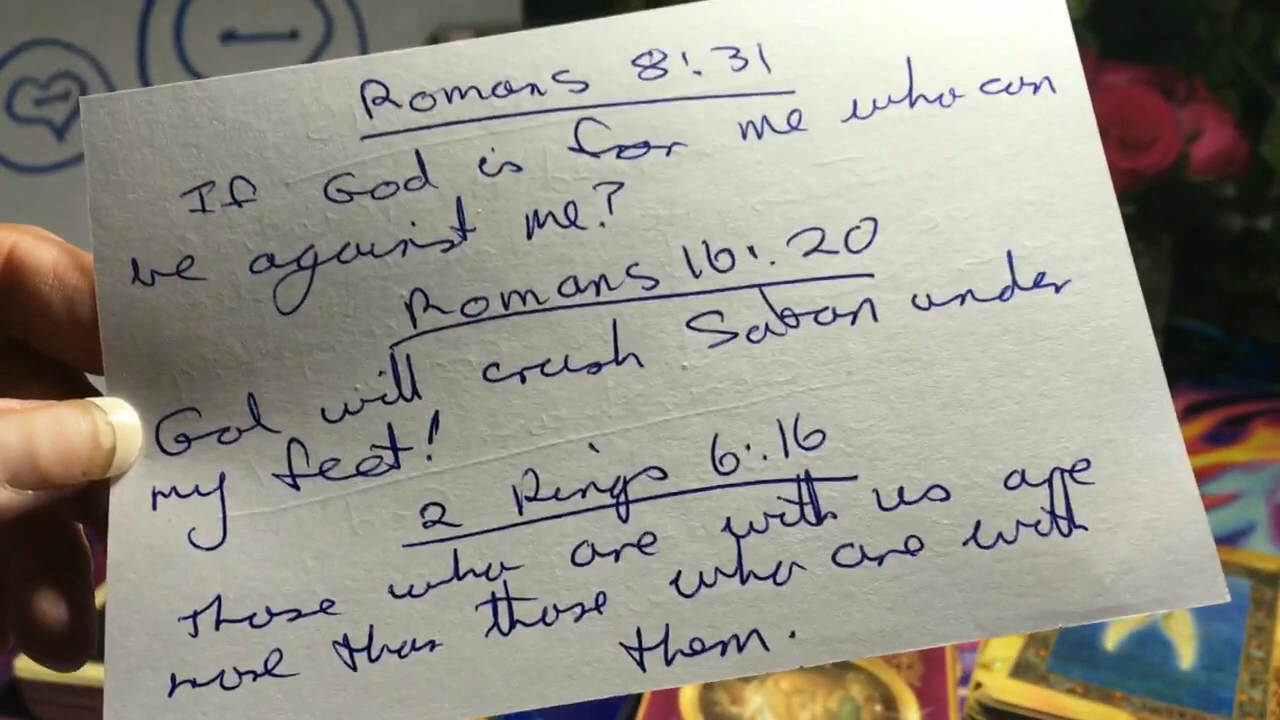 Romans 8:31
If God is for me who can
be against me?
Romans 16:20
God will crush Satan under
my feet!
2 Kings 6:16
Those who are with us are
more than those who are with
them.